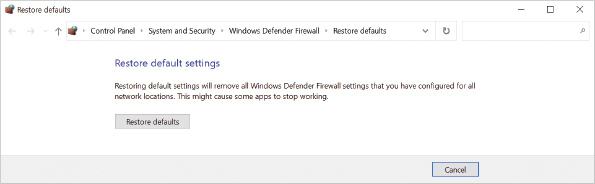 Restore defaults
Control Panel › System and Security › Windows Defender Firewall › Restore defaults
Restore default settings
Restoring default settings will remove all Windows Defender Firewall settings that you have configured for all
network locations. This might cause some apps to stop working.
Restore defaults
Cancel